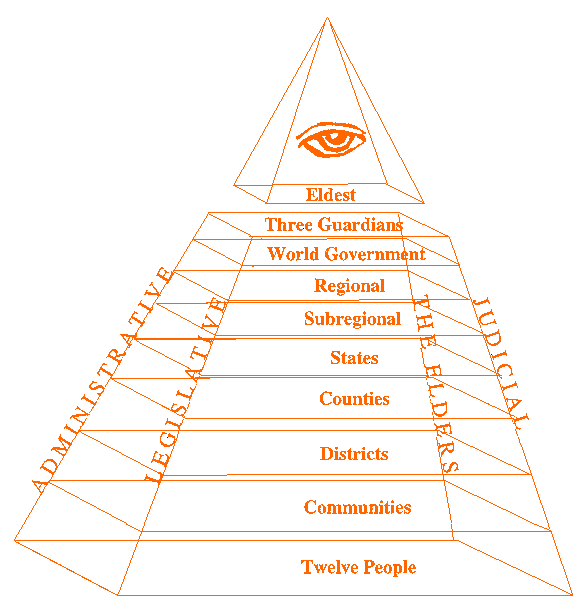 Eldest
Three Guardians
World Government
Regional
Subregional
States
Counties
Districts
Communities
Twelve People
ADMINISTRATIVE
LEGISLATIVE
THE ELDERS
JUDICIAL